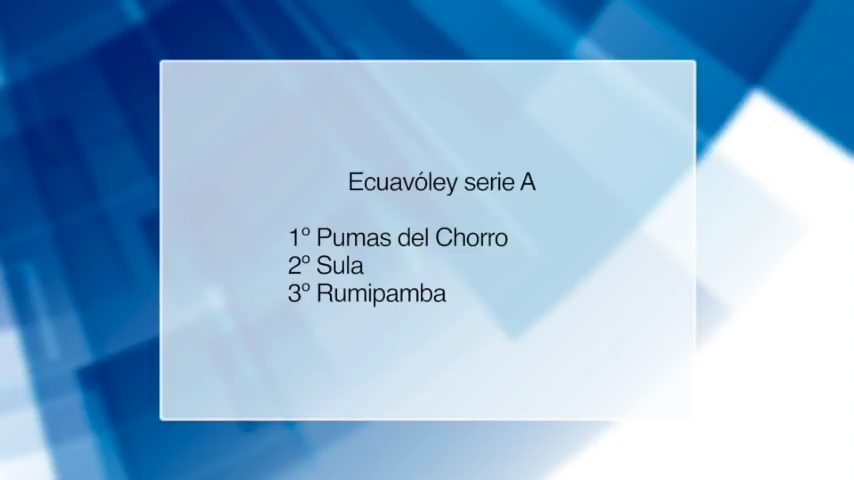 Ecuavóley serie A
1º Pumas del Chorro
2º Sula
3º Rumipamba